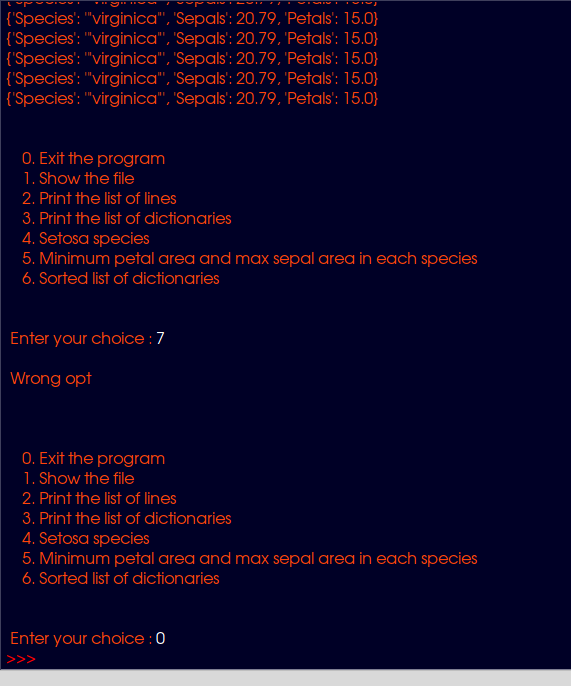 {'Species': '"virginica"', 'Sepals': 20.79, 'Petals': 15.0}
{'Species': '"virginica"', 'Sepals': 20.79, 'Petals': 15.0}
{'Species': '"virginica"', 'Sepals': 20.79, 'Petals': 15.0}
{'Species': '"virginica"', 'Sepals': 20.79, 'Petals': 15.0}
{'Species': '"virginica"', 'Sepals': 20.79, 'Petals': 15.0}
0. Exit the program
1. Show the file
2. Print the list of lines
3. Print the list of dictionaries
4. Setosa species
5. Minimum petal area and max sepal area in each species
6. Sorted list of dictionaries
Enter your choice : 7
Wrong opt
0. Exit the program
1. Show the file
2. Print the list of lines
3. Print the list of dictionaries
4. Setosa species
5. Minimum petal area and max sepal area in each species
6. Sorted list of dictionaries
Enter your choice : 0
>>>